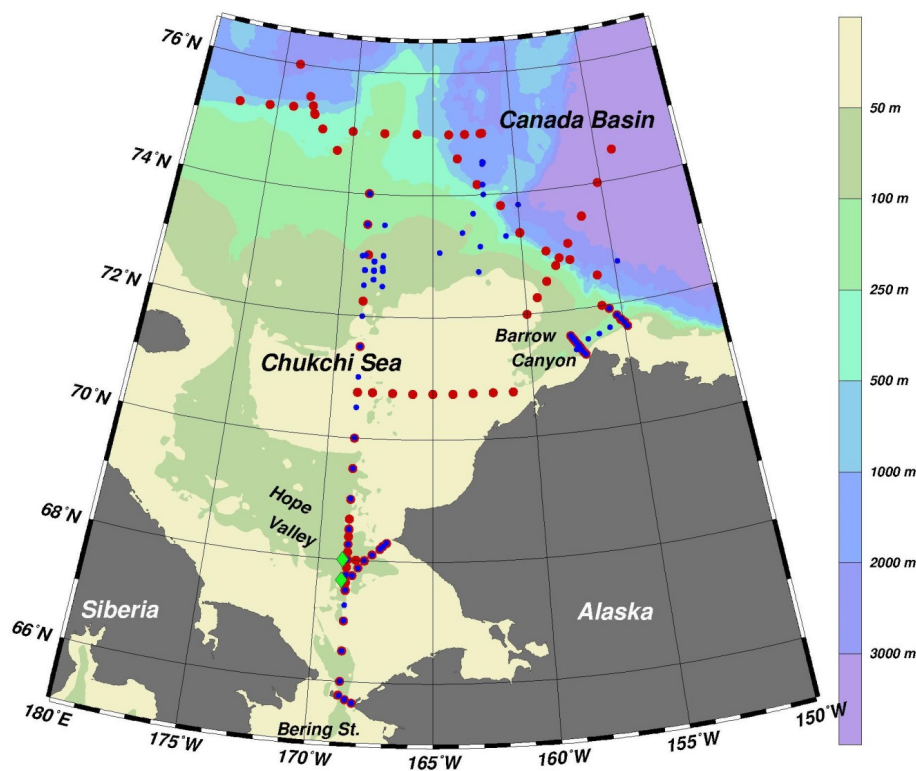 76°N
74°N
72°N
70°N
68°N
66°N
180°E
175°W
170°W
165°W
160°W
155°W
150°W
Canada Basin
Chukchi Sea
Barrow
Canyon
Hope
Valley
Siberia
Alaska
Bering St.
50 m
100 m
250 m
500 m
1000 m
2000 m
3000 m